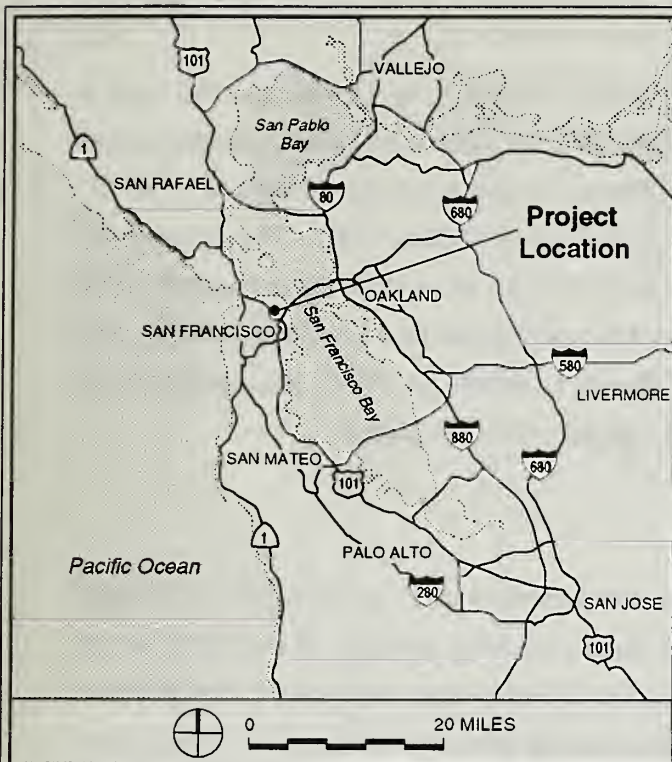 101
VALLEJO
San Pablo
Bay
1
SAN RAFAEL
80
680
Project
Location
OAKLAND
SAN FRANCISCO
San Francisco Bay
580
LIVERMORE
880
SAN MATEO
680
101
1
PALO ALTO
Pacific Ocean
280
SAN JOSE
101
0 20 MILES